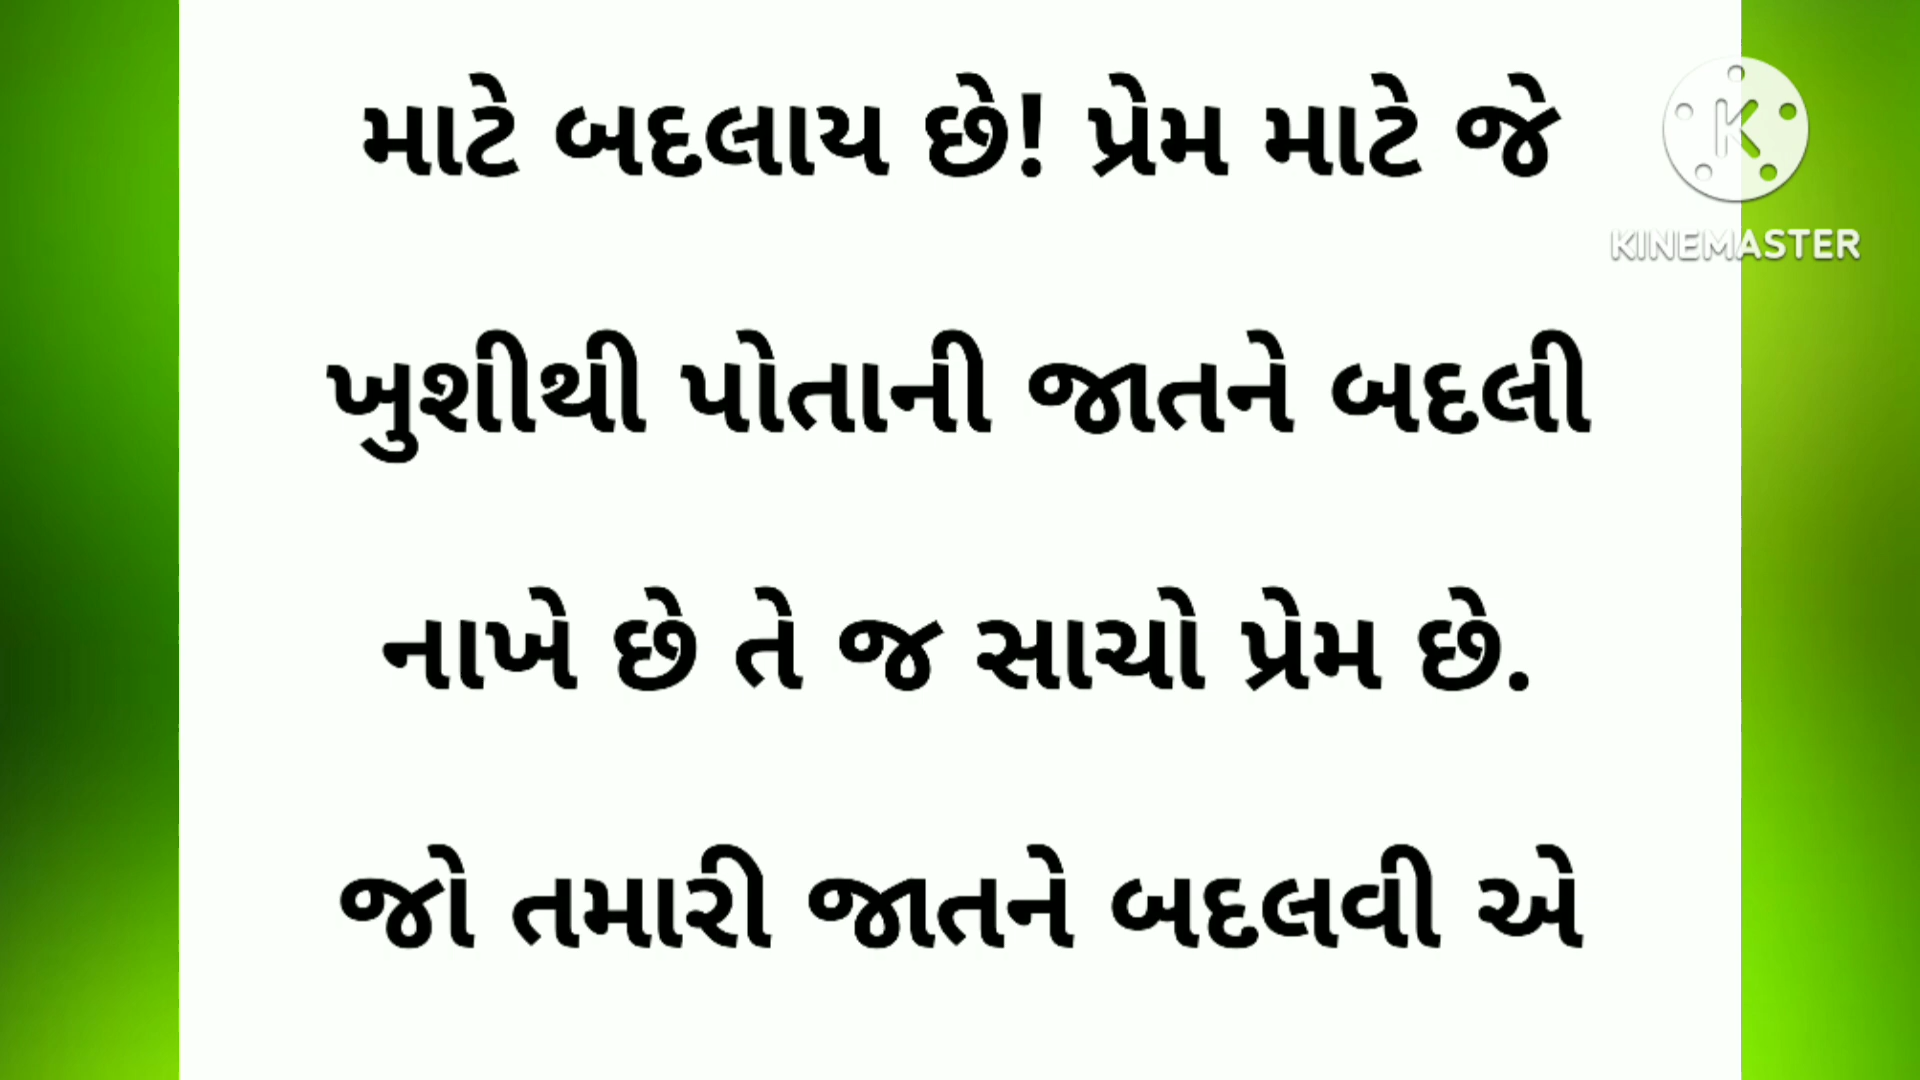 માટે બદલાય છે! પ્રેમ માટે જે
KINEMASTER
ખુશીથી પોતાની જાતને બદલી
નાખે છે તે જ સાચો પ્રેમ છે.
જો તમારી જાતને બદલવી એ